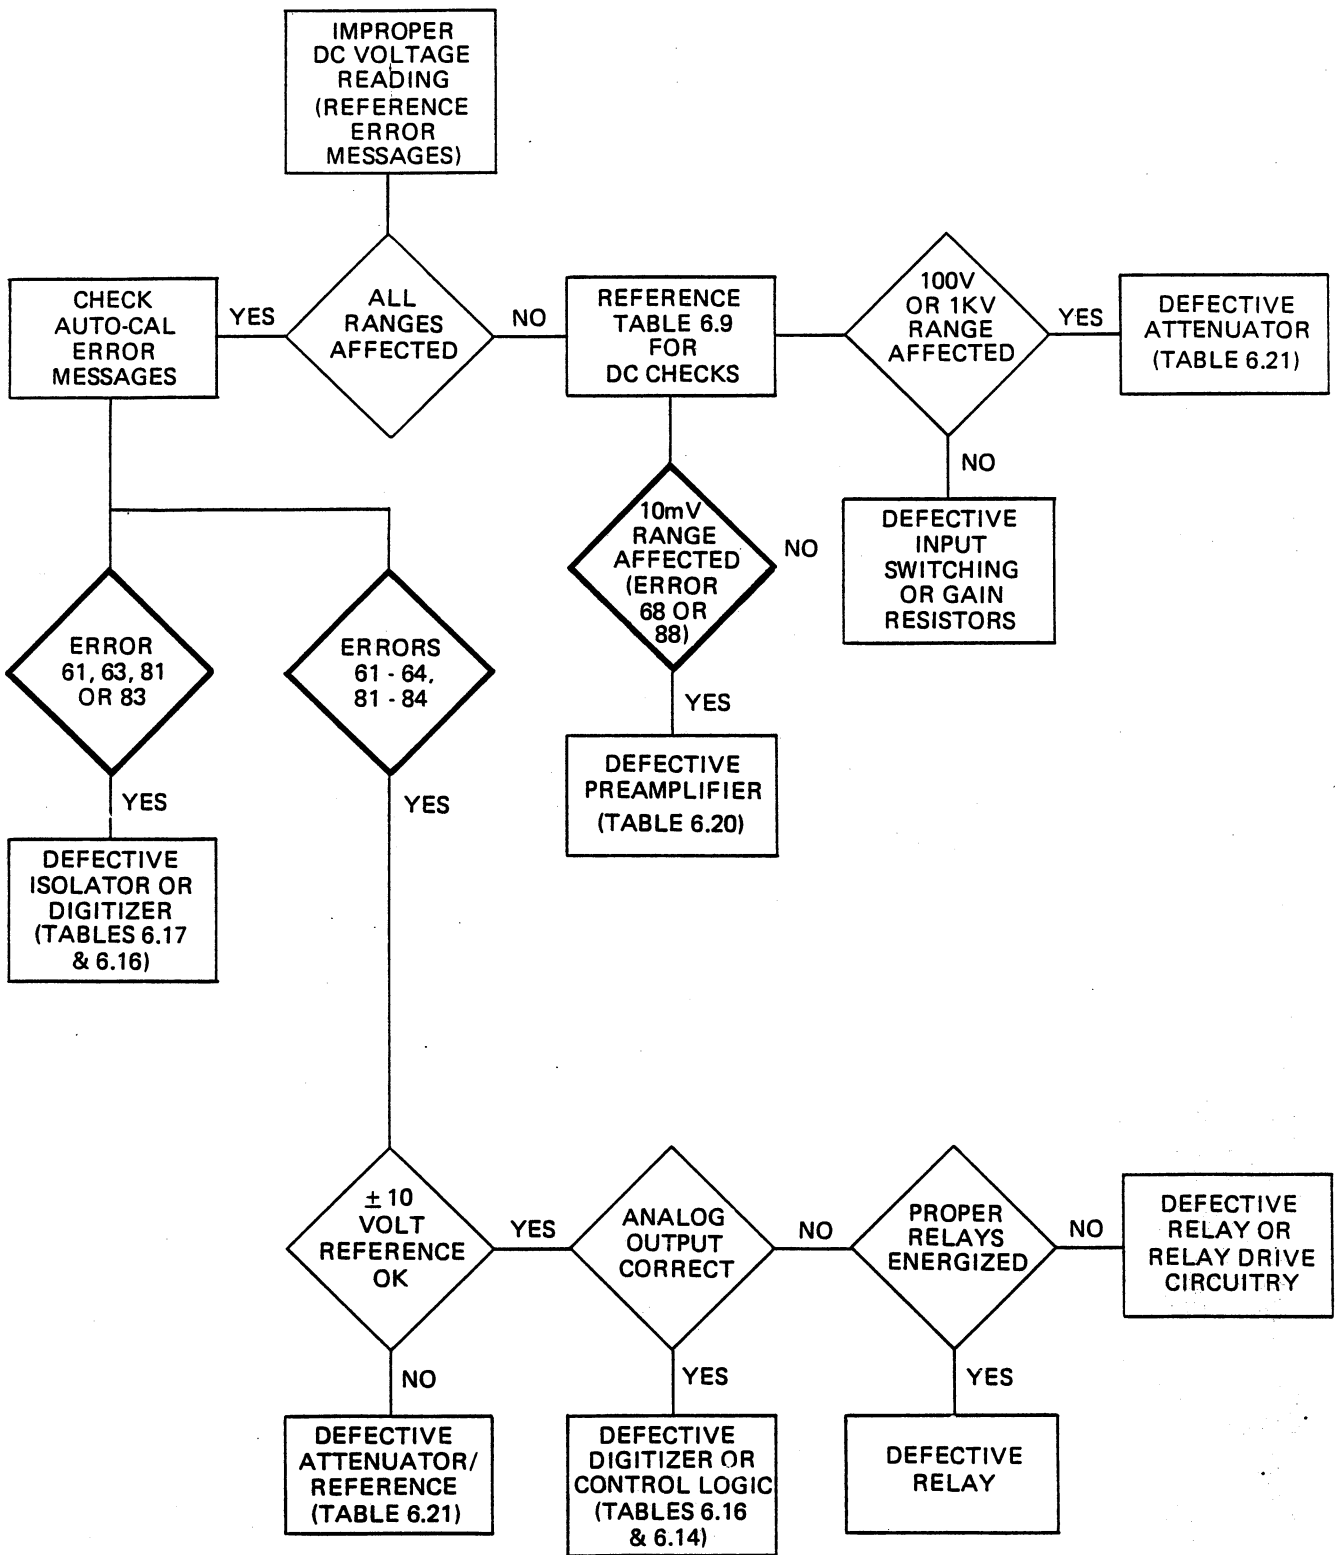 IMPROPER
DC VOLTAGE
READING
(REFERENCE
ERROR
MESSAGES)
CHECK
AUTO-CAL
ERROR
MESSAGES
YES
ALL
RANGES
AFFECTED
NO
REFERENCE
TABLE 6.9
FOR
DC CHECKS
100V
OR 1KV
RANGE
AFFECTED
YES
DEFECTIVE
ATTENUATOR
(TABLE 6.21)
NO
DEFECTIVE
INPUT
SWITCHING
OR GAIN
RESISTORS
10mV
RANGE
AFFECTED
(ERROR
68 OR
88)
NO
YES
DEFECTIVE
PREAMPLIFIER
(TABLE 6.20)
ERROR
61, 63, 81
OR 83
YES
DEFECTIVE
ISOLATOR OR
DIGITIZER
(TABLES 6.17
& 6.16)
ERRORS
61 - 64,
81 - 84
YES
± 10
VOLT
REFERENCE
OK
YES
ANALOG
OUTPUT
CORRECT
NO
PROPER
RELAYS
ENERGIZED
NO
DEFECTIVE
RELAY OR
RELAY DRIVE
CIRCUITRY
NO
DEFECTIVE
ATTENUATOR/
REFERENCE
(TABLE 6.21)
YES
DEFECTIVE
DIGITIZER OR
CONTROL LOGIC
(TABLES 6.16
& 6.14)
YES
DEFECTIVE
RELAY